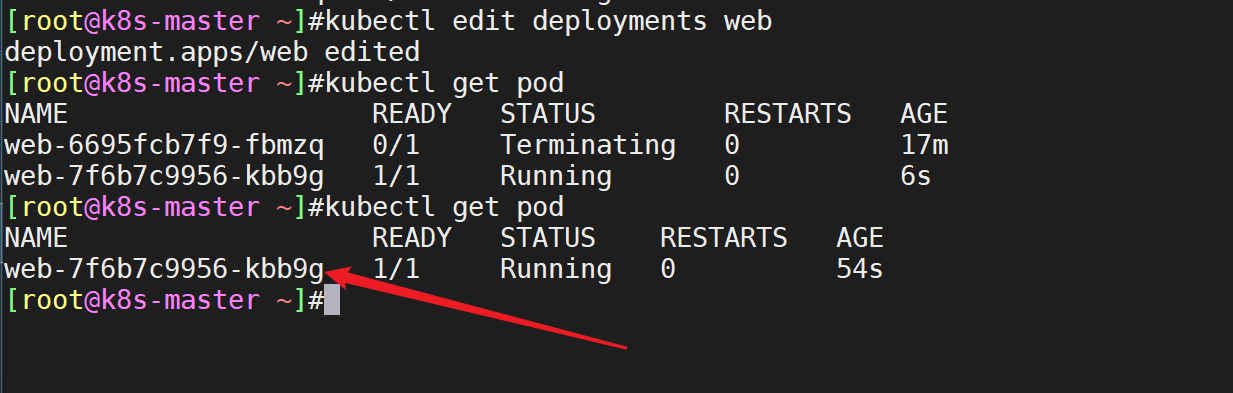 [root@k8s-master ~]#kubectl edit deployments web
deployment.apps/web edited
[root@k8s-master ~]#kubectl get pod
NAME                   READY   STATUS        RESTARTS   AGE
web-6695fcb7f9-fbmzq   0/1     Terminating   0          17m
web-7f6b7c9956-kbb9g   1/1     Running       0          6s
[root@k8s-master ~]#kubectl get pod
NAME                   READY   STATUS    RESTARTS   AGE
web-7f6b7c9956-kbb9g   1/1     Running   0          54s
[root@k8s-master ~]#